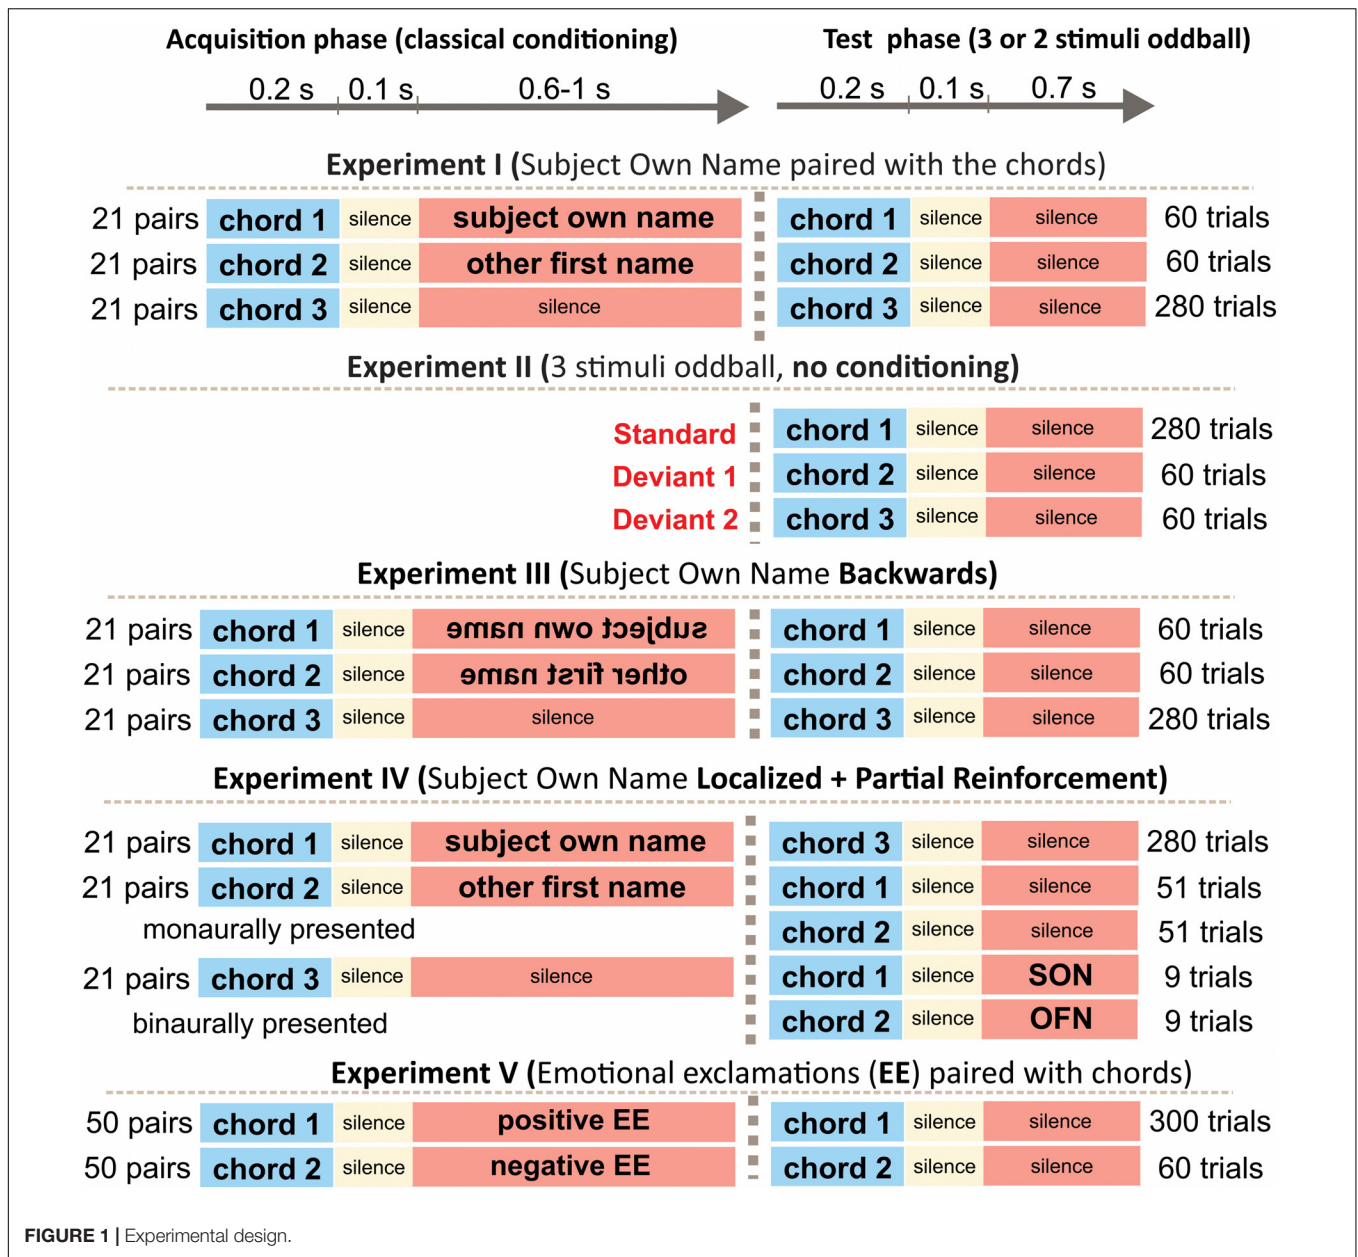 Acquisition phase (classical conditioning) Test phase (3 or 2 stimuli oddball)
0.2 s 0.1 s 0.6-1 s 0.2 s 0.1 s 0.7 s
Experiment I (Subject Own Name paired with the chords)
21 pairs chord 1 silence subject own name chord 1 silence silence 60 trials
21 pairs chord 2 silence other first name chord 2 silence silence 60 trials
21 pairs chord 3 silence silence chord 3 silence silence 280 trials
Experiment II (3 stimuli oddball, no conditioning)
Standard chord 1 silence silence 280 trials
Deviant 1 chord 2 silence silence 60 trials
Deviant 2 chord 3 silence silence 60 trials
Experiment III (Subject Own Name Backwards)
21 pairs chord 1 silence subject own name chord 1 silence silence 60 trials
21 pairs chord 2 silence other first name chord 2 silence silence 60 trials
21 pairs chord 3 silence silence chord 3 silence silence 280 trials
Experiment IV (Subject Own Name Localized + Partial Reinforcement)
21 pairs chord 1 silence subject own name chord 3 silence silence 280 trials
21 pairs chord 2 silence other first name chord 1 silence silence 51 trials
monaurally presented chord 2 silence silence 51 trials
21 pairs chord 3 silence silence chord 1 silence SON 9 trials
binaurally presented chord 2 silence OFN 9 trials
Experiment V (Emotional exclamations (EE) paired with chords)
50 pairs chord 1 silence positive EE chord 1 silence silence 300 trials
50 pairs chord 2 silence negative EE chord 2 silence silence 60 trials
FIGURE 1 | Experimental design.